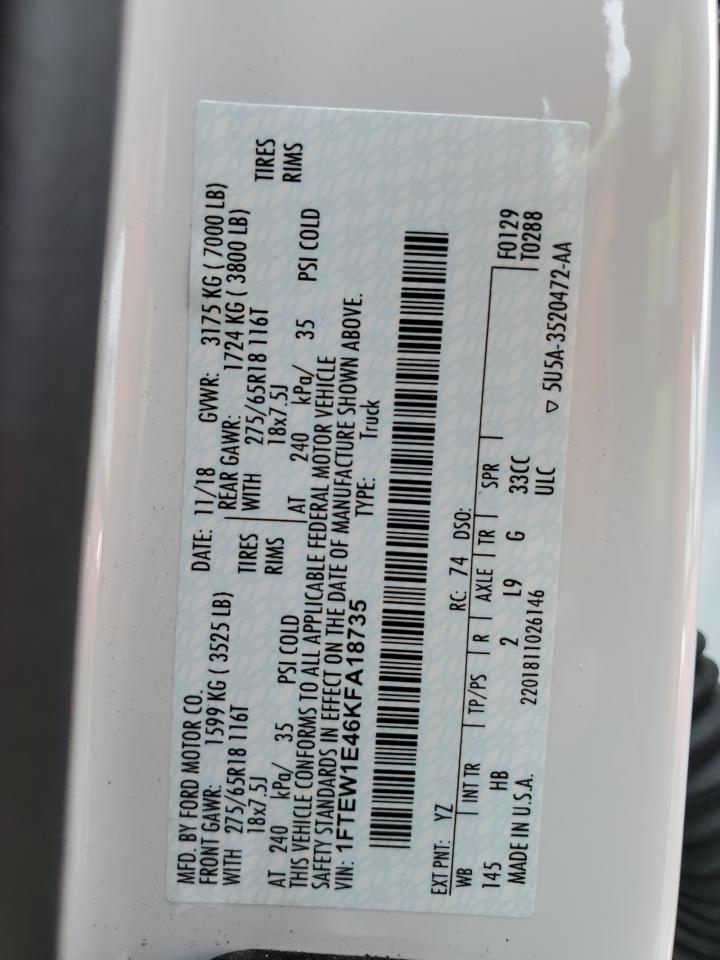 MFD. BY FORD MOTOR CO.
DATE: 11/18 GVWR: 3175 KG ( 7000 LB)
FRONT GAWR: 1599 KG ( 3525 LB)
REAR GAWR: 1724 KG ( 3800 LB)
WITH 275/65R18 116T TIRES
WITH 275/65R18 116T TIRES
18x7.5J RIMS
18x7.5J RIMS
AT 240 kPa/ 35 PSI COLD
AT 240 kPa/ 35 PSI COLD
THIS VEHICLE CONFORMS TO ALL APPLICABLE FEDERAL MOTOR VEHICLE
SAFETY STANDARDS IN EFFECT ON THE DATE OF MANUFACTURE SHOWN ABOVE.
VIN: 1FTEW1E46KFA18735 TYPE: Truck
EXT PNT: YZ RC: 74 DSO:
WB INT TR TP/PS R AXLE TR SPR F0129
145 HB 2 L9 G 33CC T0288
MADE IN U.S.A. 2201811026146 ULC
▽ 5U5A-3520472-AA